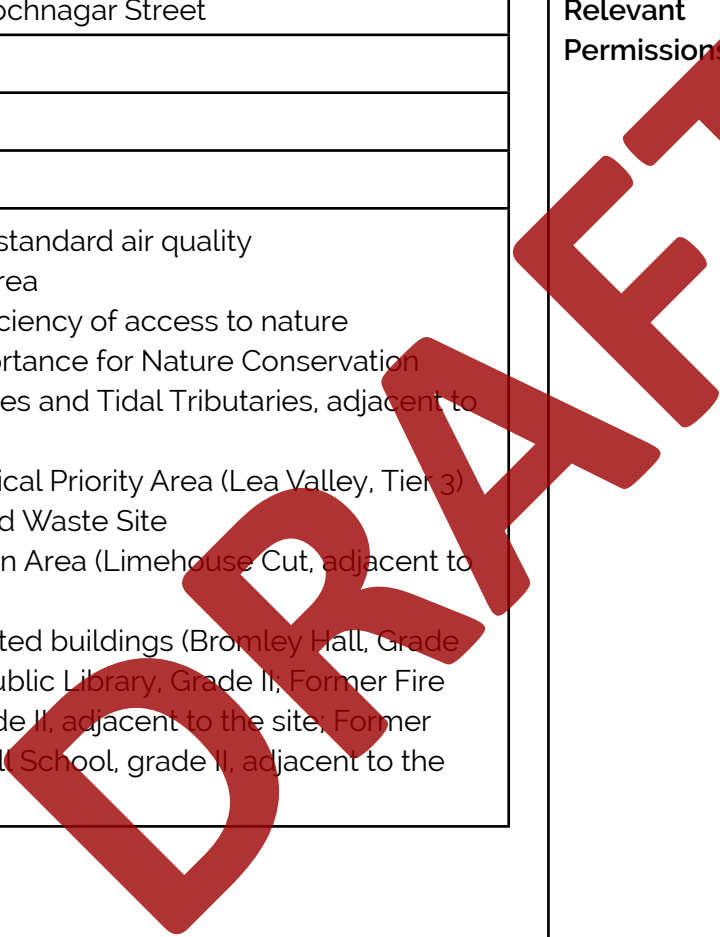 ochnagar Street
standard air quality
rea
ciency of access to nature
ortance for Nature Conservation
es and Tidal Tributaries, adjacent to
ical Priority Area (Lea Valley, Tier 3)
d Waste Site
n Area (Limehouse Cut, adjacent to
ted buildings (Bromley Hall, Grade
ublic Library, Grade II; Former Fire
de II, adjacent to the site; Former
ll School, grade II, adjacent to the
Relevant
Permissions
DRAFT